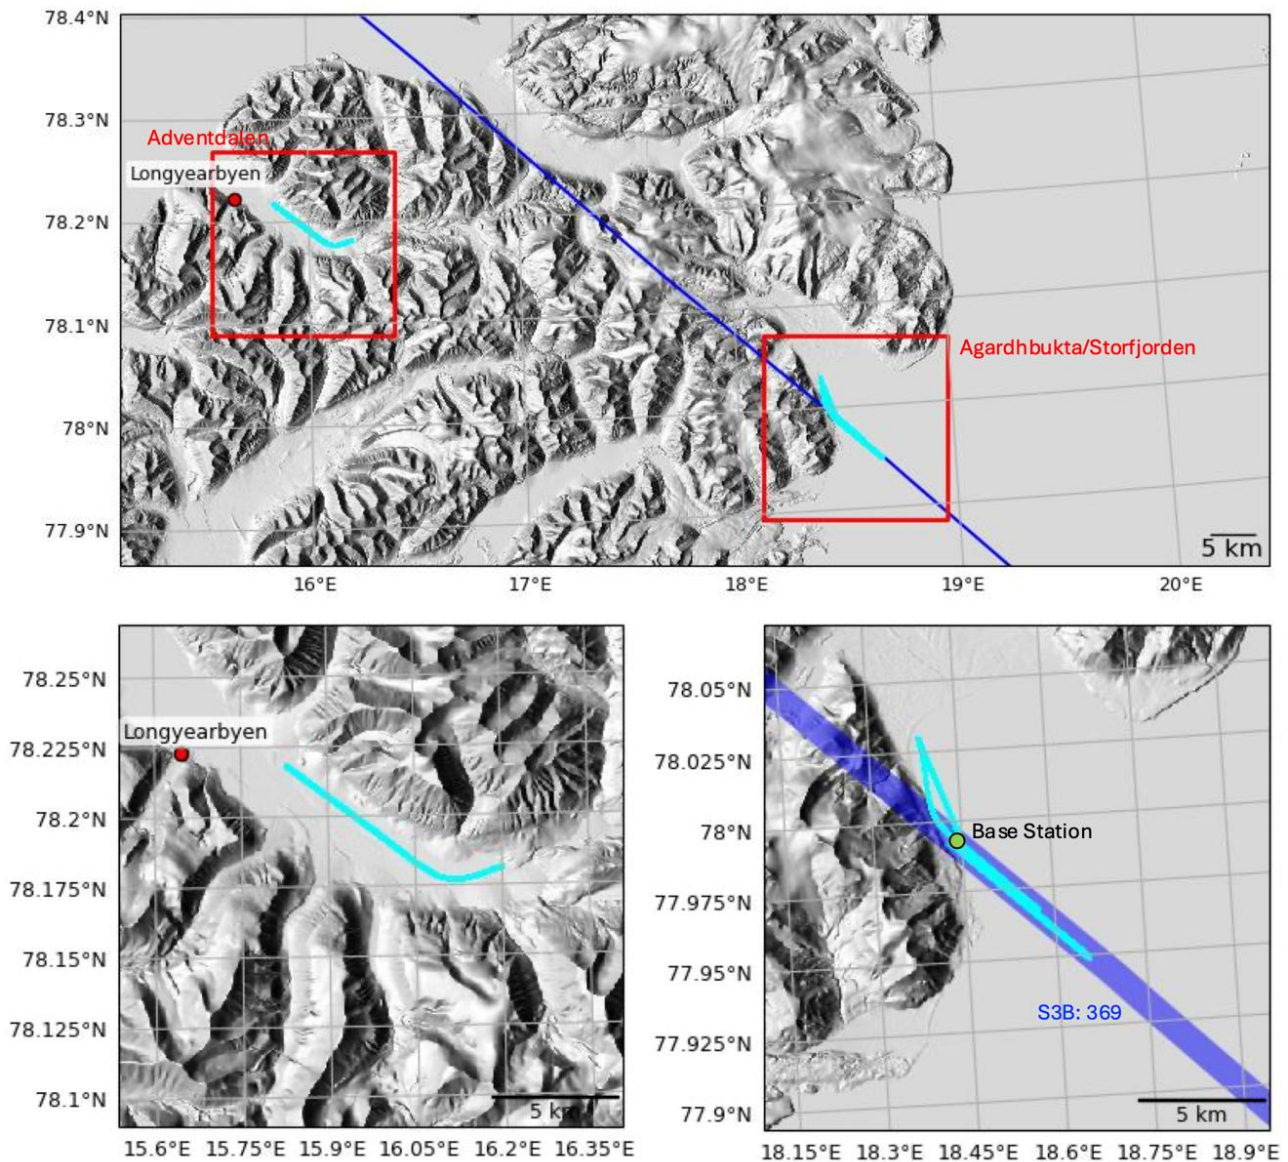 78.4°N
78.3°N
Adventdalen
Longyearbyen
78.2°N
78.1°N
Agardhbukta/Storfjorden
78°N
77.9°N
5 km
16°E
17°E
18°E
19°E
20°E
78.25°N
Longyearbyen
78.225°N
78.2°N
78.175°N
78.15°N
78.125°N
78.1°N
5 km
15.6°E
15.75°E
15.9°E
16.05°E
16.2°E
16.35°E
78.05°N
78.025°N
78°N
Base Station
77.975°N
77.95°N
S3B: 369
77.925°N
77.9°N
5 km
18.15°E
18.3°E
18.45°E
18.6°E
18.75°E
18.9°E